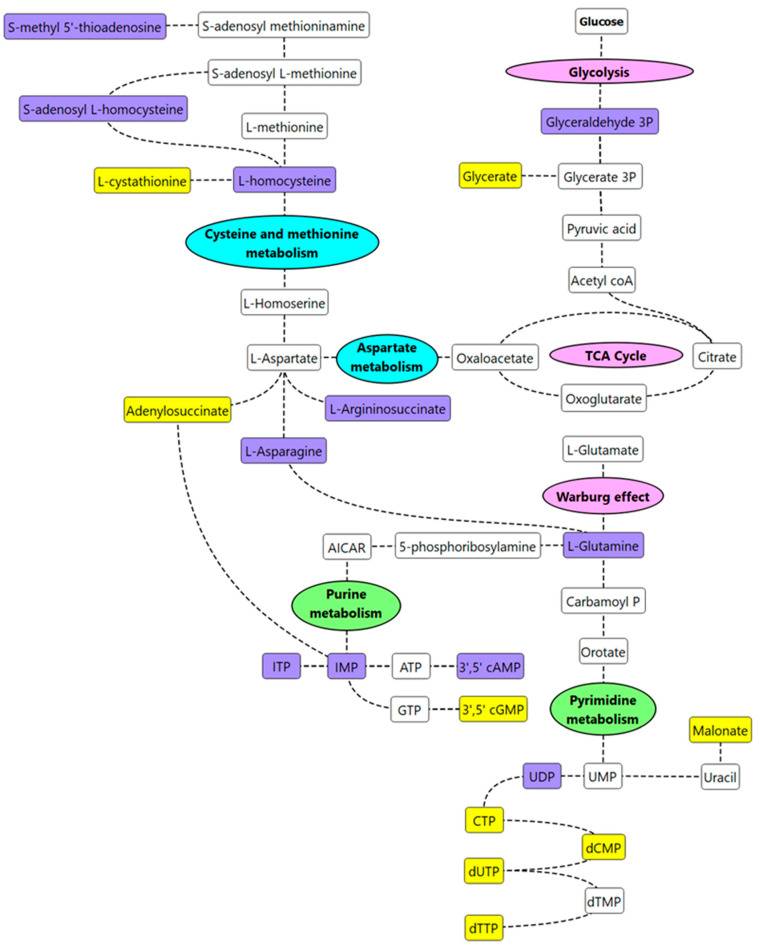 S-methyl 5'-thioadenosine
S-adenosyl methioninamine
Glucose
S-adenosyl L-methionine
Glycolysis
S-adenosyl L-homocysteine
Glyceraldehyde 3P
L-methionine
L-cystathionine
L-homocysteine
Glycerate
Glycerate 3P
Cysteine and methionine
metabolism
Pyruvic acid
Acetyl coA
L-Homoserine
L-Aspartate
Aspartate
metabolism
Oxaloacetate
TCA Cycle
Citrate
Adenylosuccinate
L-Argininosuccinate
Oxoglutarate
L-Asparagine
L-Glutamate
Warburg effect
AICAR
5-phosphoribosylamine
L-Glutamine
Purine
metabolism
Carbamoyl P
Orotate
ITP
IMP
ATP
3',5' cAMP
GTP
3',5' cGMP
Pyrimidine
metabolism
Malonate
UDP
UMP
Uracil
CTP
dCMP
dUTP
dTMP
dTTP